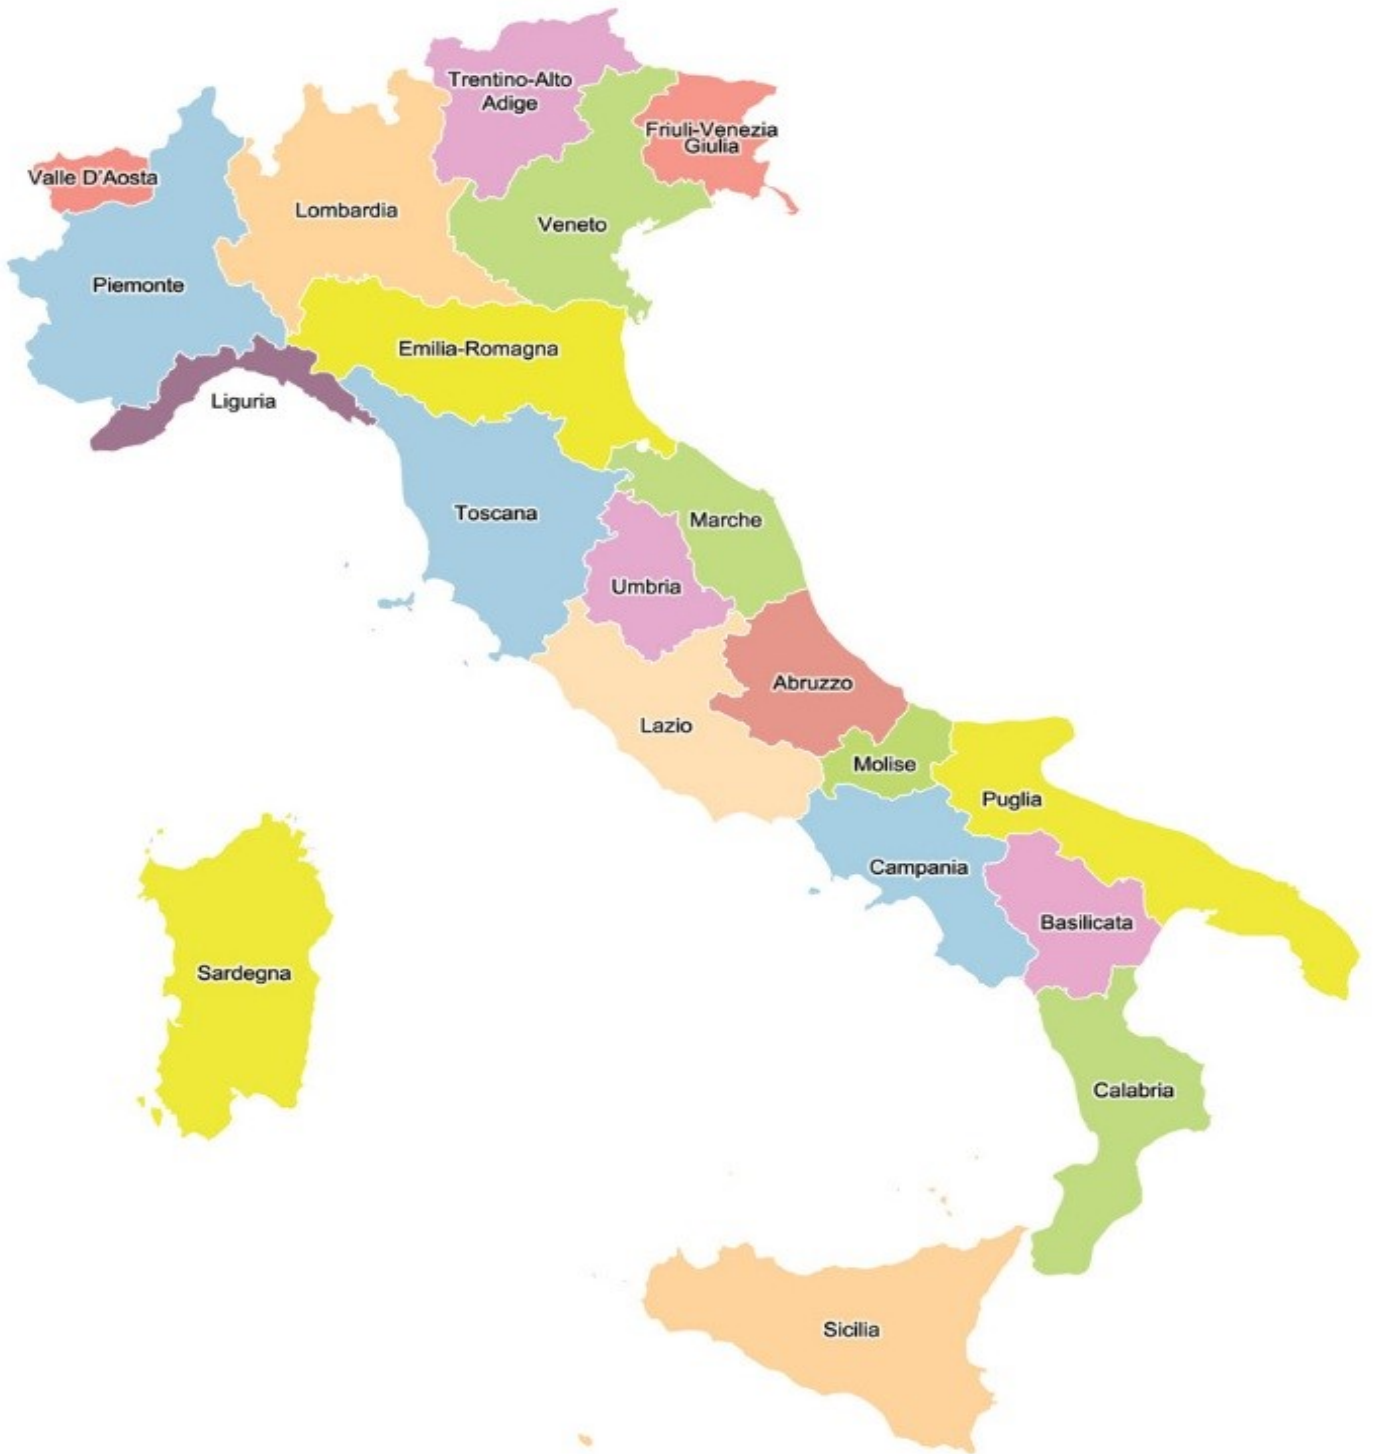 Trentino-Alto
Adige
Friuli-Venezia
Giulia
Valle D'Aosta
Lombardia
Veneto
Piemonte
Emilia-Romagna
Liguria
Toscana
Marche
Umbria
Abruzzo
Lazio
Molise
Puglia
Campania
Basilicata
Sardegna
Calabria
Sicilia